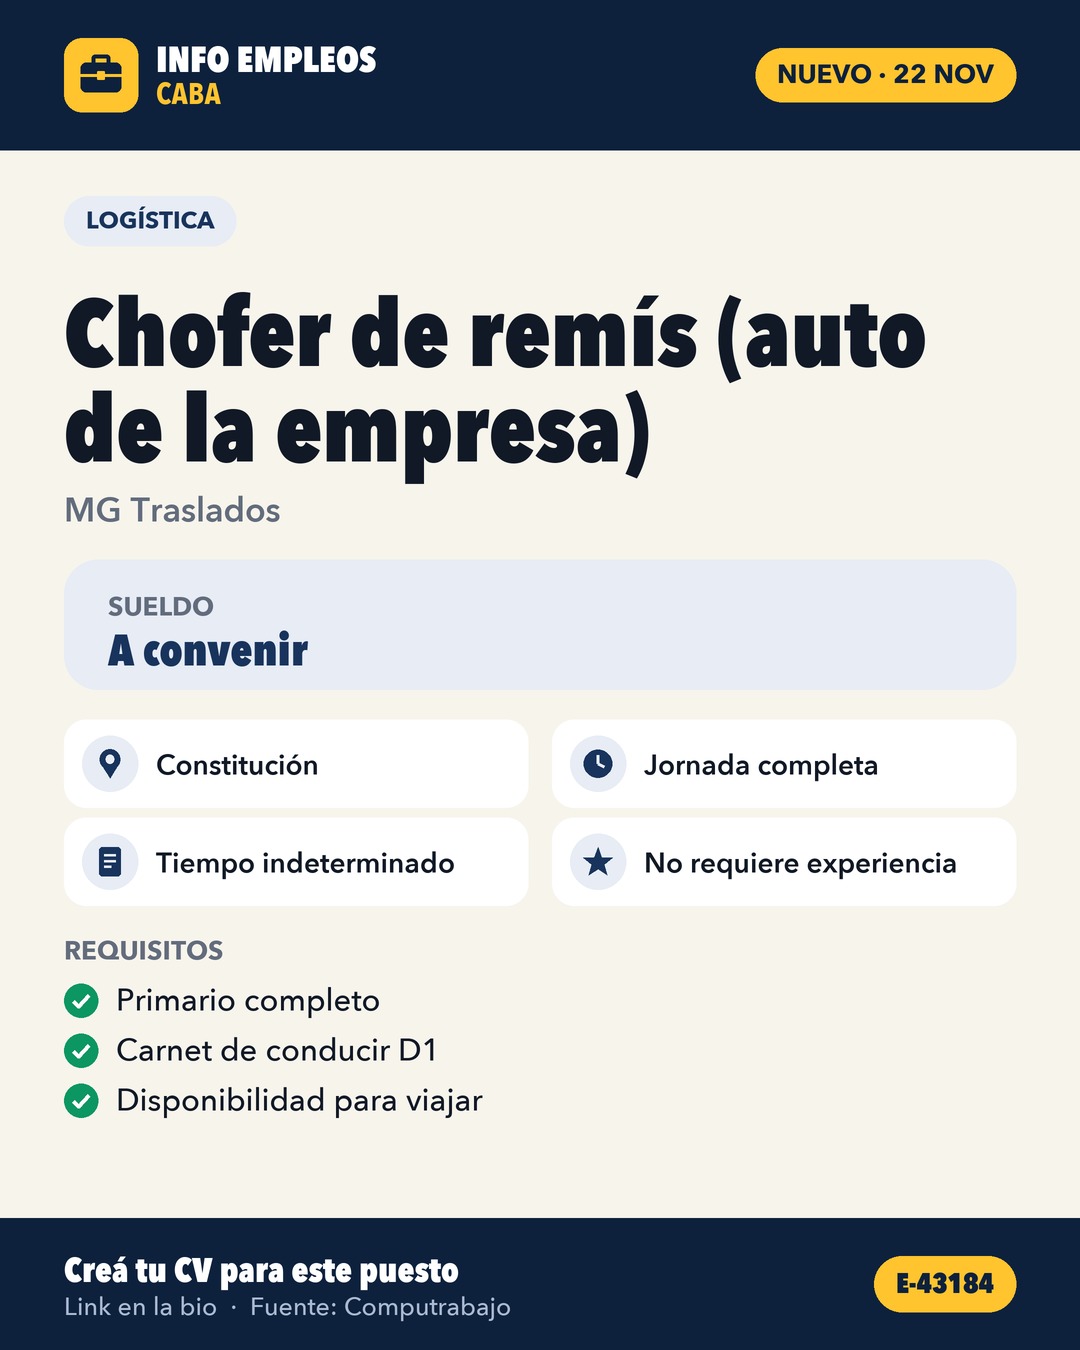 INFO EMPLEOS
CABA
NUEVO · 22 NOV
LOGÍSTICA
Chofer de remís (auto
de la empresa)
MG Traslados
SUELDO
A convenir
Constitución
Jornada completa
Tiempo indeterminado
No requiere experiencia
REQUISITOS
Primario completo
Carnet de conducir D1
Disponibilidad para viajar
Creá tu CV para este puesto
Link en la bio · Fuente: Computrabajo
E-43184